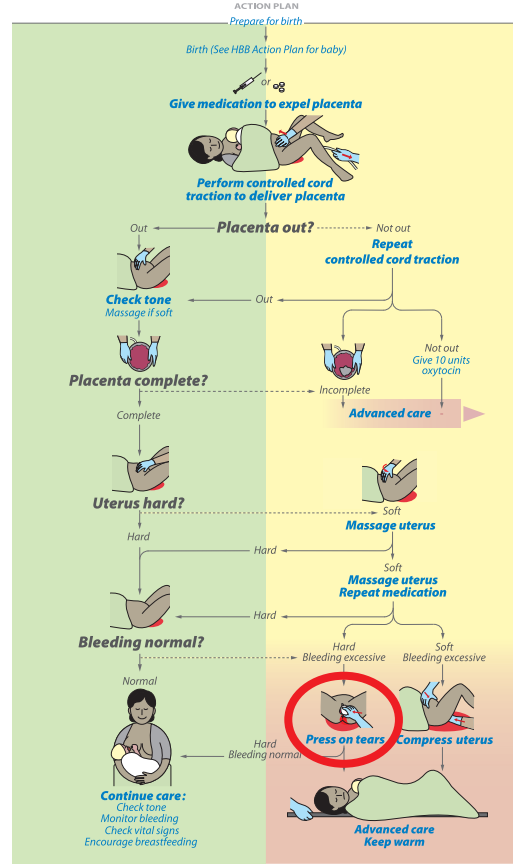 ACTION PLAN
Prepare for birth
Birth (See HBB Action Plan for baby)
or
Give medication to expel placenta
Perform controlled cord
traction to deliver placenta
Out
Placenta out?
Not out
Repeat
controlled cord traction
Check tone
Massage if soft
Out
Placenta complete?
Not out
Give 10 units
oxytocin
Incomplete
Complete
Advanced care
Uterus hard?
Soft
Massage uterus
Hard
Hard
Soft
Massage uterus
Repeat medication
Hard
Bleeding normal?
Hard
Bleeding excessive
Soft
Bleeding excessive
Normal
Press on tears
Compress uterus
Hard
Bleeding normal
Continue care:
Check tone
Monitor bleeding
Check vital signs
Encourage breastfeeding
Advanced care
Keep warm